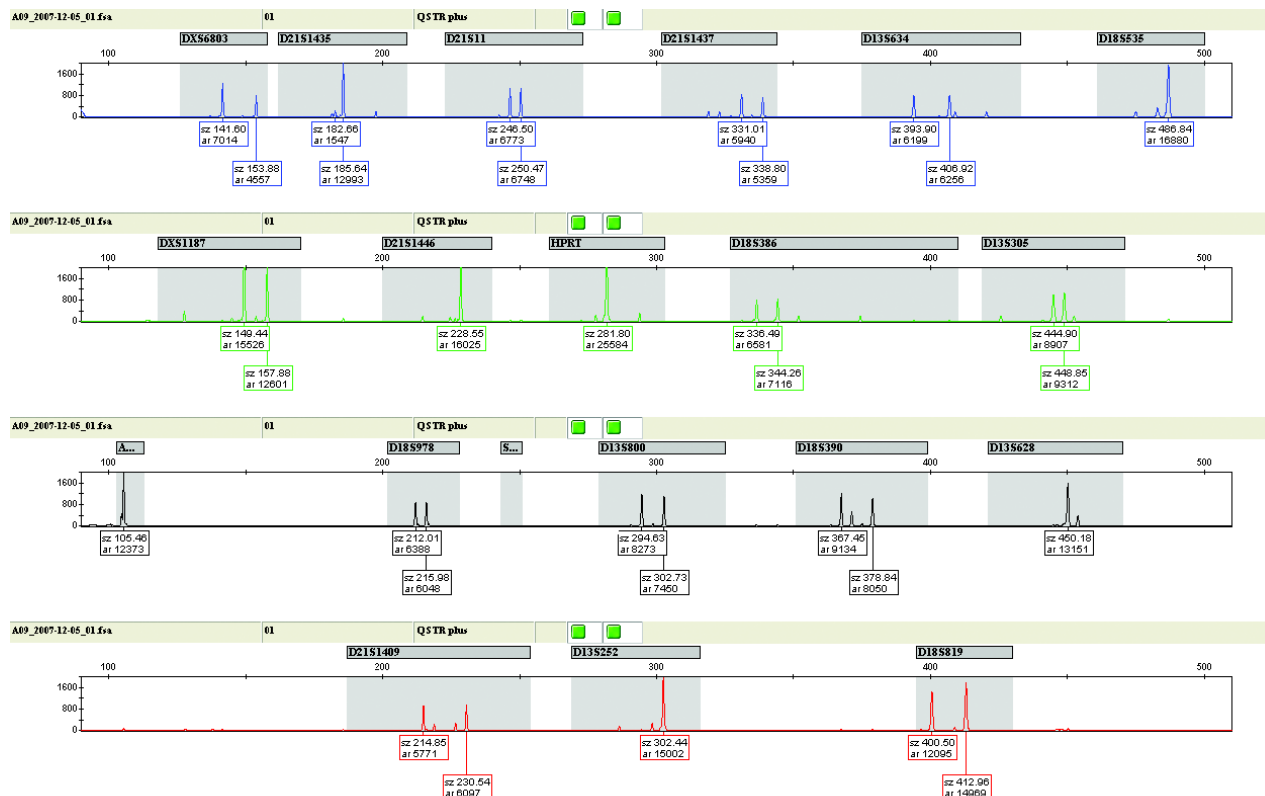 A09_2007-12-05_01.fsa 01 QSTR plus
DXS6803 D21S1435 D21S11 D21S1437 D13S634 D18S535
100 200 300 400 500
1600
800
0
sz 141.60 sz 182.66 sz 246.50 sz 331.01 sz 393.90 sz 486.84
ar 7014 ar 1547 ar 6773 ar 5940 ar 6199 ar 16880
sz 153.88 sz 185.64 sz 250.47 sz 338.80 sz 406.92
ar 4557 ar 12993 ar 6748 ar 5359 ar 6256
A09_2007-12-05_01.fsa 01 QSTR plus
DXS1187 D21S1446 HPRT D18S386 D13S305
100 200 300 400 500
1600
800
0
sz 149.44 sz 228.55 sz 281.80 sz 336.49 sz 444.90
ar 15526 ar 16025 ar 25584 ar 6581 ar 8907
sz 157.88 sz 344.26 sz 448.85
ar 12601 ar 7116 ar 9312
A09_2007-12-05_01.fsa 01 QSTR plus
A... D18S978 S... D13S800 D18S390 D13S628
100 200 300 400 500
1600
800
0
sz 105.46 sz 212.01 sz 294.63 sz 367.45 sz 450.18
ar 12373 ar 6388 ar 8273 ar 9134 ar 13151
sz 215.98 sz 302.73 sz 378.84
ar 6048 ar 7450 ar 8050
A09_2007-12-05_01.fsa 01 QSTR plus
D21S1409 D13S252 D18S819
100 200 300 400 500
1600
800
0
sz 214.85 sz 302.44 sz 400.50
ar 5771 ar 15002 ar 12095
sz 230.54 sz 412.96
ar 6097 ar 14969